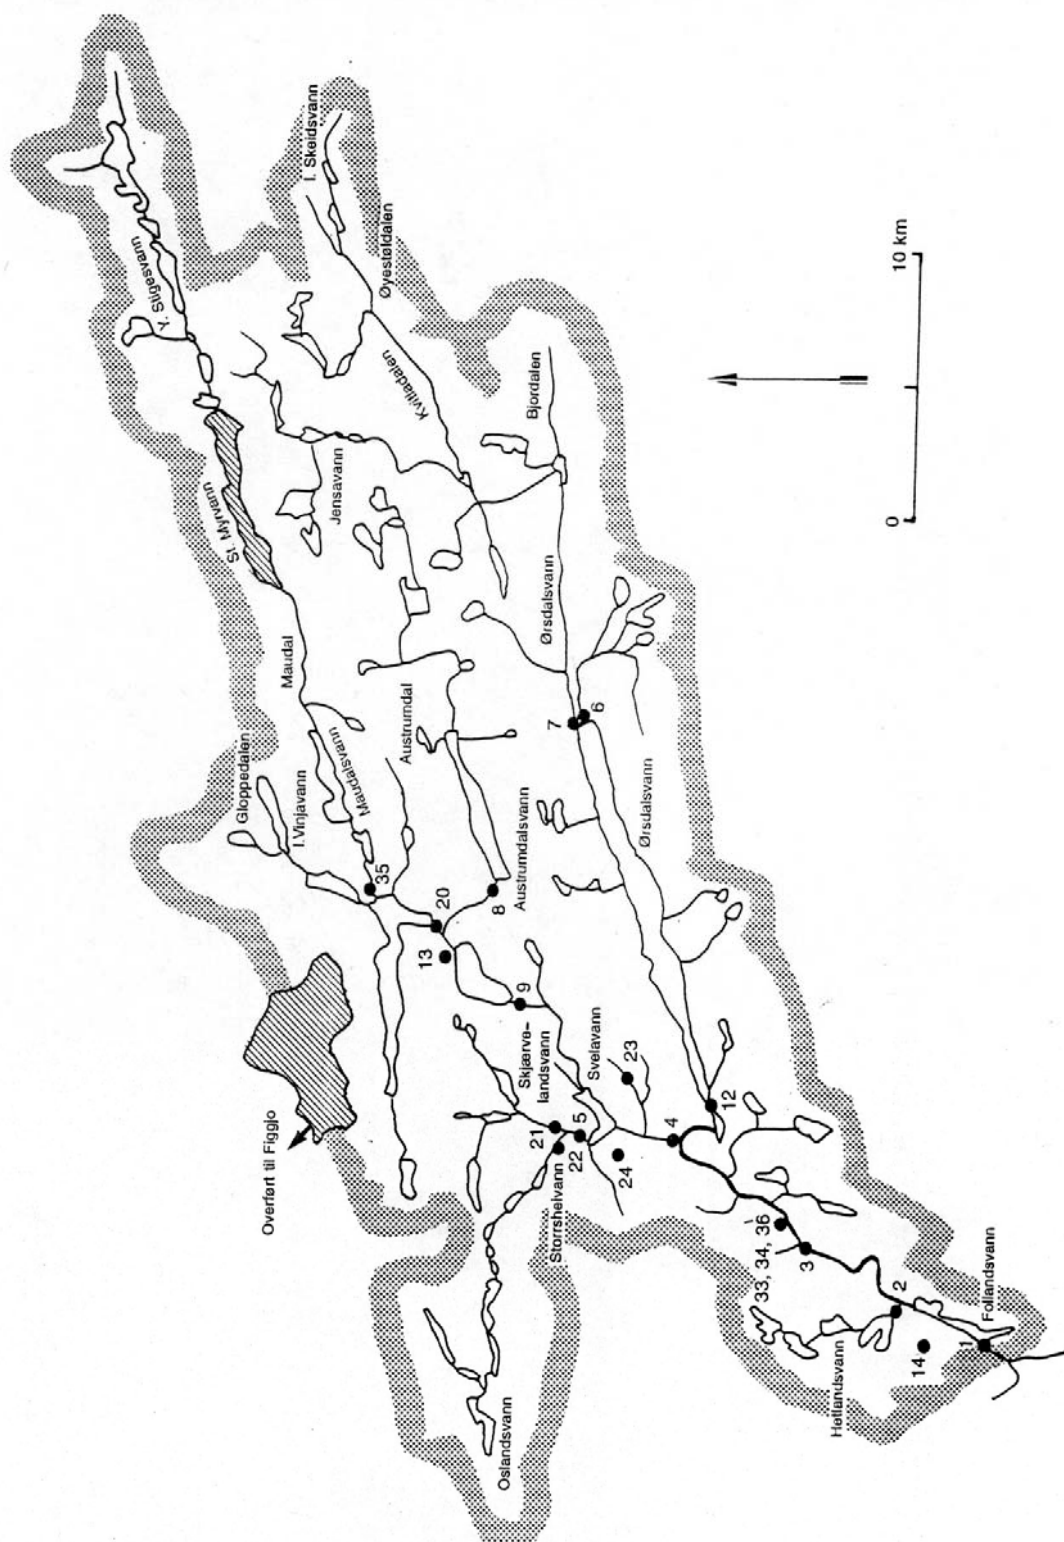 Y. Stigesvann
I. Skeidsvann
Øyestøldalen
Kvitladalen
Bjordalen
St. Myrvann
Jensavann
Maudal
Gloppedalen
I.Vinjavann
Maudalsvann
Austrumdal
Ørsdalsvann
Ørsdalsvann
Austrumdalsvann
Overført til Figgjo
Skjærve-
landsvann
Svelavann
Storrshelvann
Oslandsvann
Hetlandsvann
Follandsvann
35
20
13
8
9
7
6
21
22
5
23
24
4
12
33, 34, 36
3
2
14
1
0
10 km